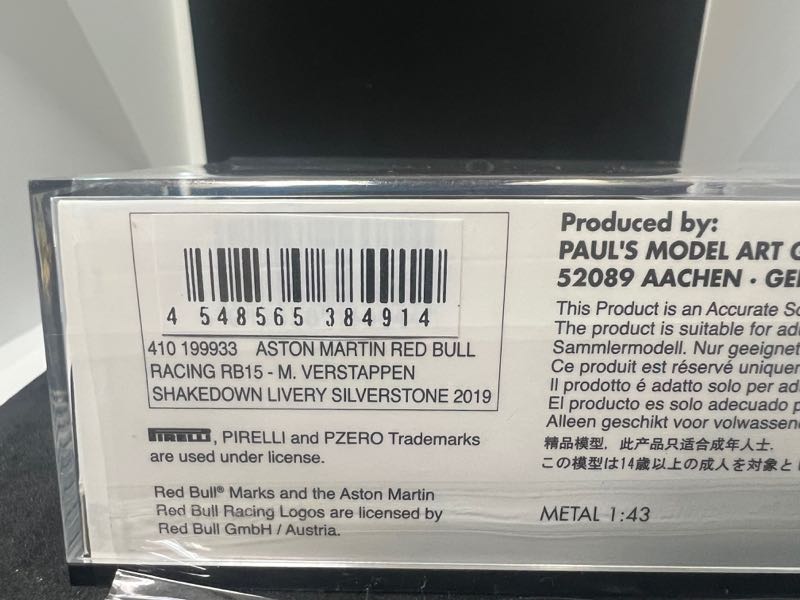 4 548565 384914
410 199933 ASTON MARTIN RED BULL
RACING RB15 - M. VERSTAPPEN
SHAKEDOWN LIVERY SILVERSTONE 2019
PIRELLI, PIRELLI and PZERO Trademarks
are used under license.
Red Bull® Marks and the Aston Martin
Red Bull Racing Logos are licensed by
Red Bull GmbH / Austria.
Produced by:
PAUL'S MODEL ART
52089 AACHEN ·
This Product is an Accurate
The product is suitable for
Sammlermodell. Nur geeignet
Ce produit est réservé
Il prodotto é adatto solo per
El producto es solo adecuado
Alleen geschikt voor
精品模型, 此产品只适合成年人士.
この模型は14歳以上の成人を対象と
METAL 1:43